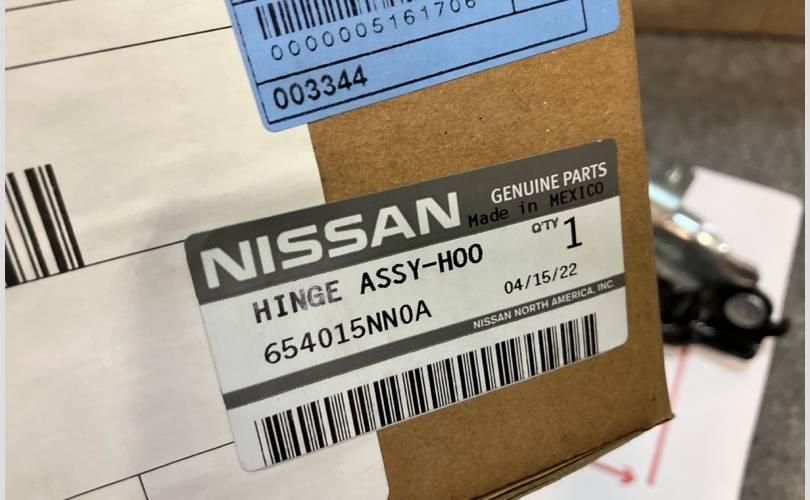 0000005161706
003344
NISSAN
GENUINE PARTS
Made in MEXICO
HINGE ASSY-HOO
Q'TY 1
654015NN0A
04/15/22
NISSAN NORTH AMERICA, INC.